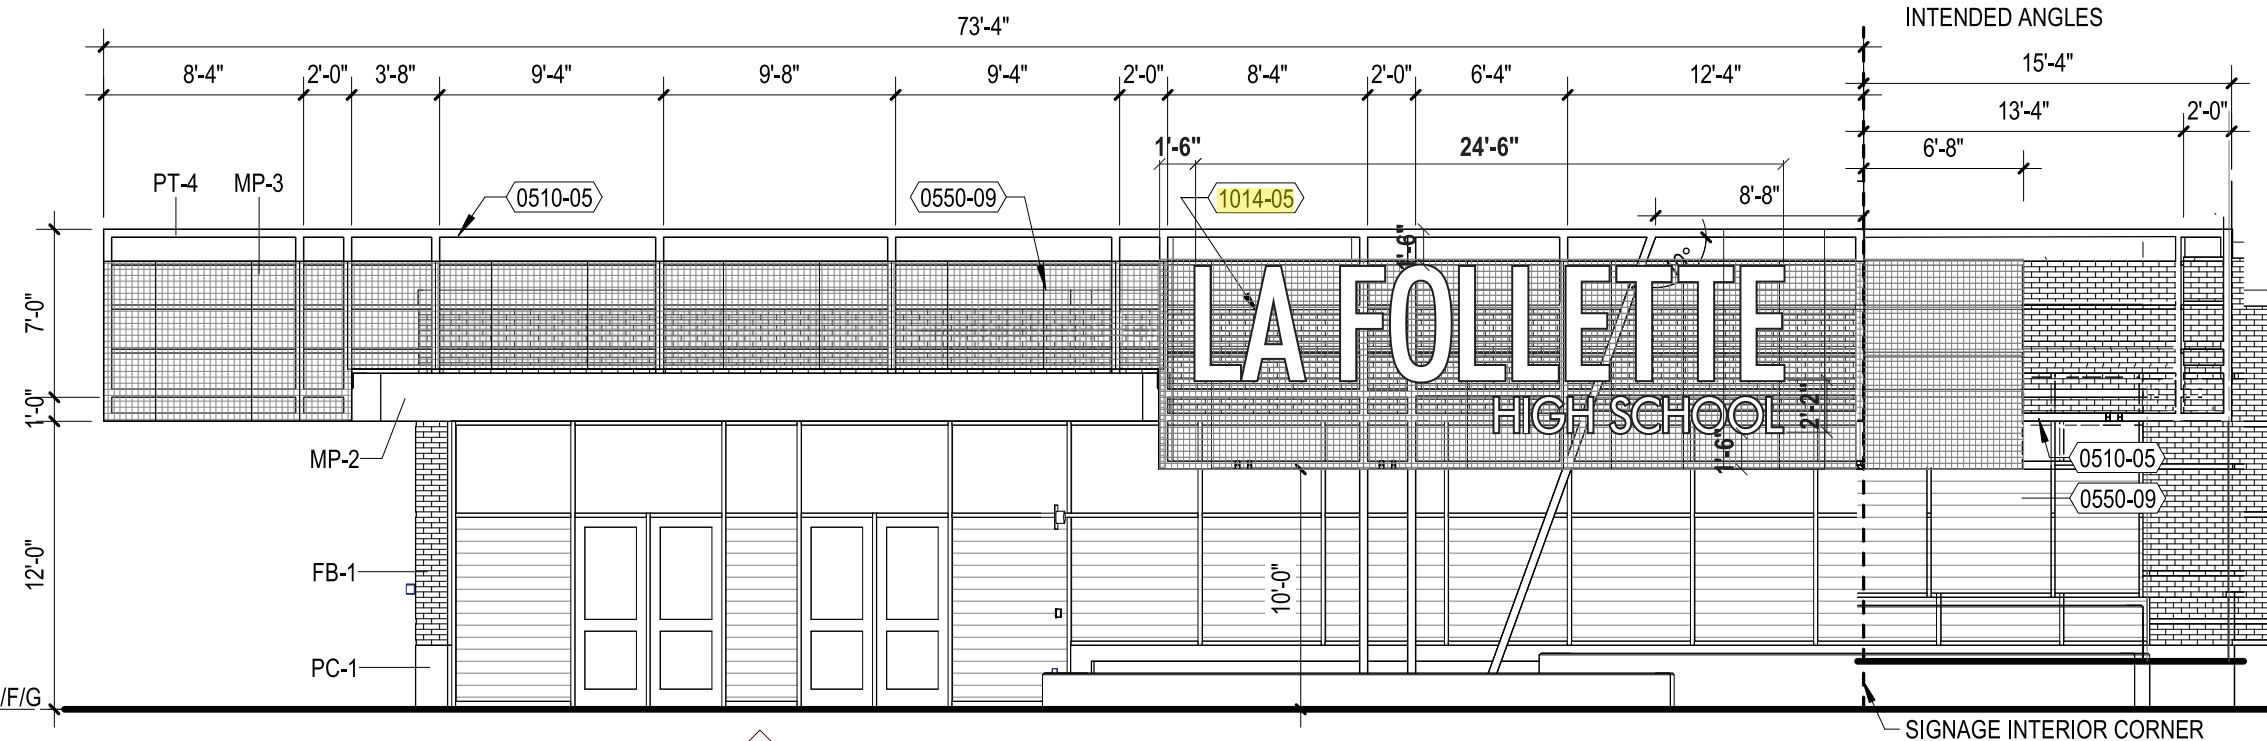 INTENDED ANGLES
73'-4"
8'-4" 2'-0" 3'-8" 9'-4" 9'-8" 9'-4" 2'-0" 8'-4" 2'-0" 6'-4" 12'-4" 15'-4"
13'-4" 2'-0"
1'-6" 24'-6" 6'-8"
PT-4 MP-3 0510-05 0550-09 1014-05 8'-8"
1'-6"
7'-0"
LA FOLLETTE
1'-0"
HIGH SCHOOL 2'-2"
MP-2 1'-6" 0510-05
0550-09
12'-0" FB-1 10'-0"
PC-1
/F/G
SIGNAGE INTERIOR CORNER